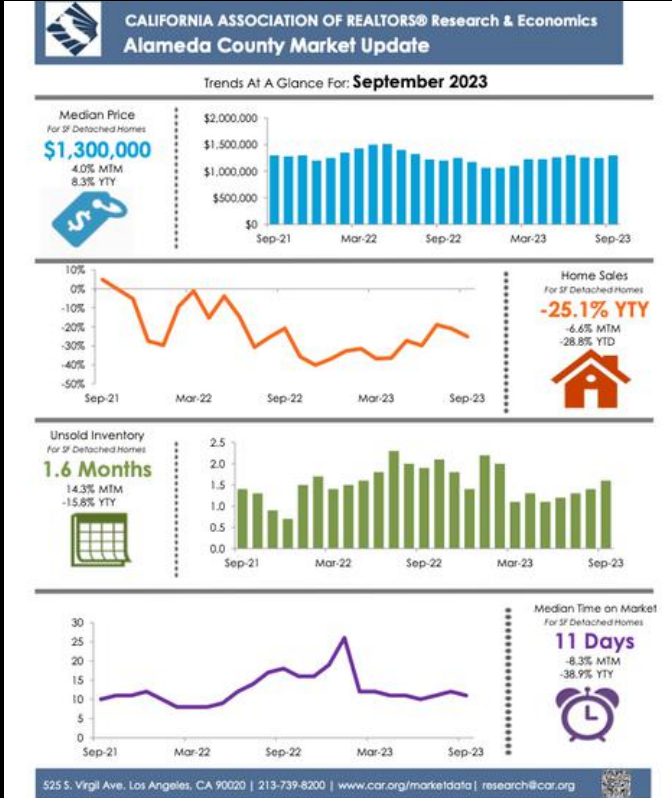 CALIFORNIA ASSOCIATION OF REALTORS® Research & Economics
Alameda County Market Update
Trends At A Glance For: September 2023
Median Price
For SF Detached Homes
$1,300,000
4.0% MTM
8.3% YTY
$
$2,000,000
$1,500,000
$1,000,000
$500,000
$0
Sep-21 Mar-22 Sep-22 Mar-23 Sep-23
10%
0%
-10%
-20%
-30%
-40%
-50%
Sep-21 Mar-22 Sep-22 Mar-23 Sep-23
Home Sales
For SF Detached Homes
-25.1% YTY
-6.6% MTM
-28.8% YTD
Unsold Inventory
For SF Detached Homes
1.6 Months
14.3% MTM
-15.8% YTY
2.5
2.0
1.5
1.0
0.5
0.0
Sep-21 Mar-22 Sep-22 Mar-23 Sep-23
30
25
20
15
10
5
0
Sep-21 Mar-22 Sep-22 Mar-23 Sep-23
Median Time on Market
For SF Detached Homes
11 Days
-8.3% MTM
-38.9% YTY
525 S. Virgil Ave. Los Angeles, CA 90020 | 213-739-8200 | www.car.org/marketdata| research@car.org